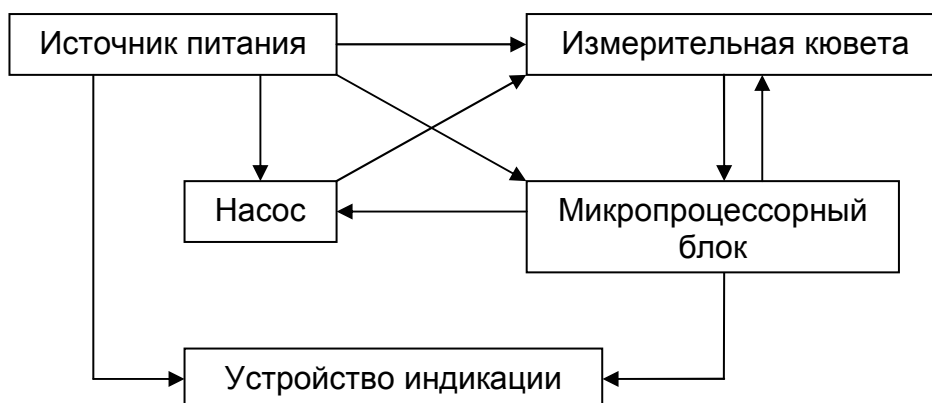 Источник питания
Измерительная кювета
Насос
Микропроцессорный
блок
Устройство индикации